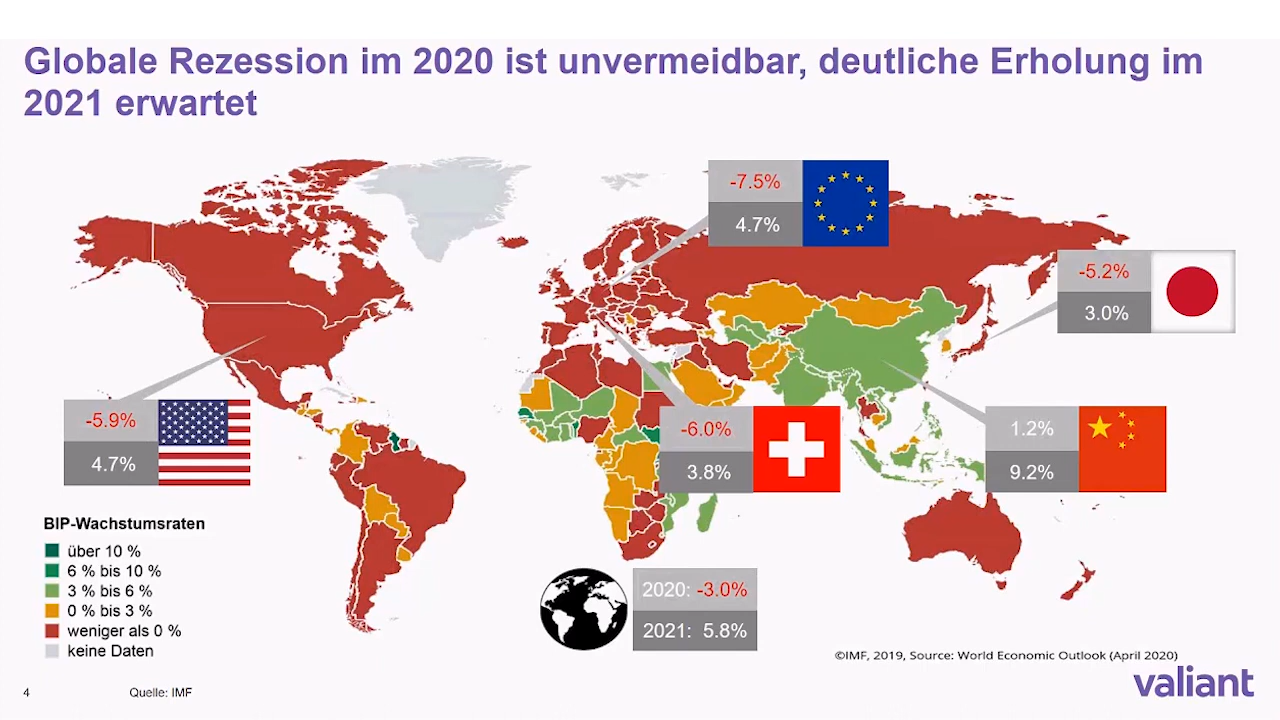 Globale Rezession im 2020 ist unvermeidbar, deutliche Erholung im
2021 erwartet
-7.5%
4.7%
-5.2%
3.0%
-5.9%
4.7%
-6.0%
3.8%
1.2%
9.2%
BIP-Wachstumsraten
über 10 %
6 % bis 10 %
3 % bis 6 %
0 % bis 3 %
weniger als 0 %
keine Daten
2020: -3.0%
2021: 5.8%
©IMF, 2019, Source: World Economic Outlook (April 2020)
4
Quelle: IMF
valiant